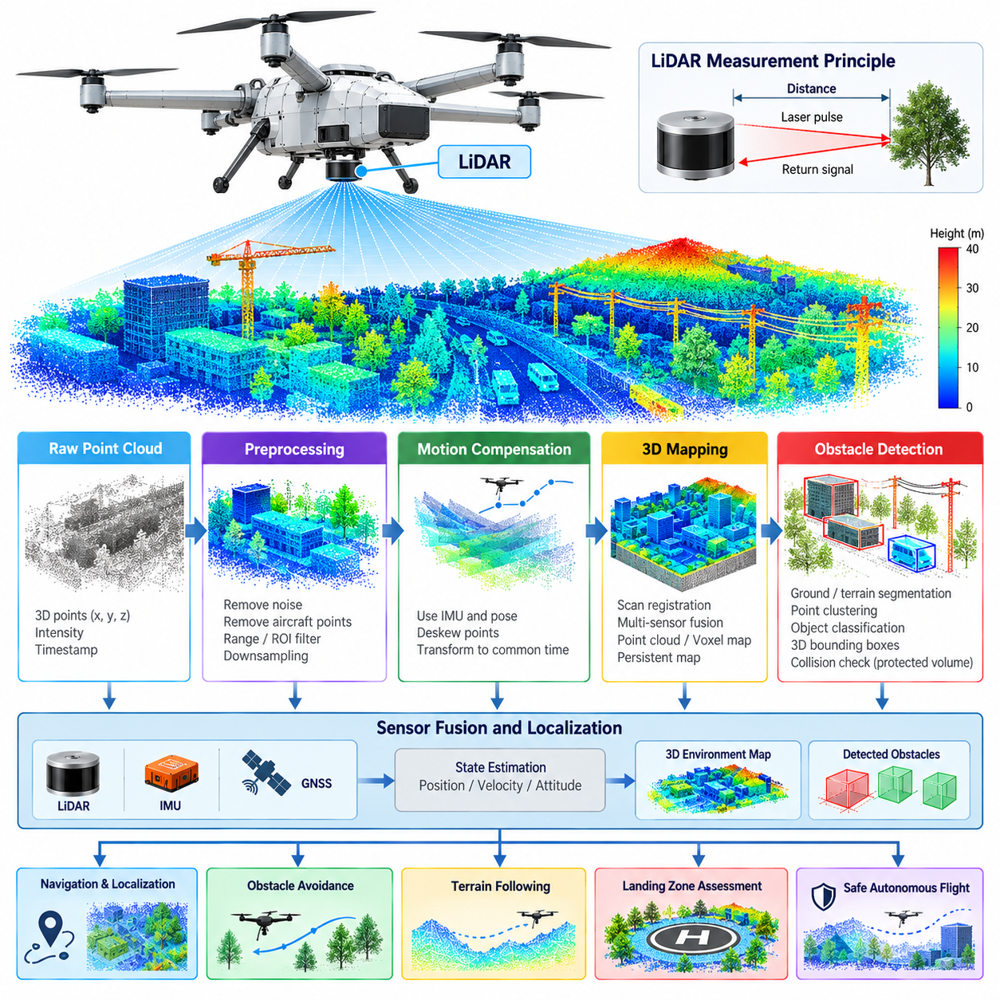 LiDAR
LiDAR Measurement Principle
Distance
Laser pulse
Return signal
Height (m)
40
30
20
10
0
Raw Point Cloud
3D points (x, y, z)
Intensity
Timestamp
Preprocessing
Remove noise
Remove aircraft points
Range / ROI filter
Downsampling
Motion Compensation
Use IMU and pose
Deskew points
Transform to common time
3D Mapping
Scan registration
Multi-sensor fusion
Point cloud / Voxel map
Persistent map
Obstacle Detection
Ground / terrain segmentation
Point clustering
Object classification
3D bounding boxes
Collision check (protected volume)
Sensor Fusion and Localization
LiDAR
IMU
GNSS
State Estimation
Position / Velocity / Attitude
3D Environment Map
Detected Obstacles
Navigation & Localization
Obstacle Avoidance
Terrain Following
Landing Zone Assessment
H
Safe Autonomous Flight